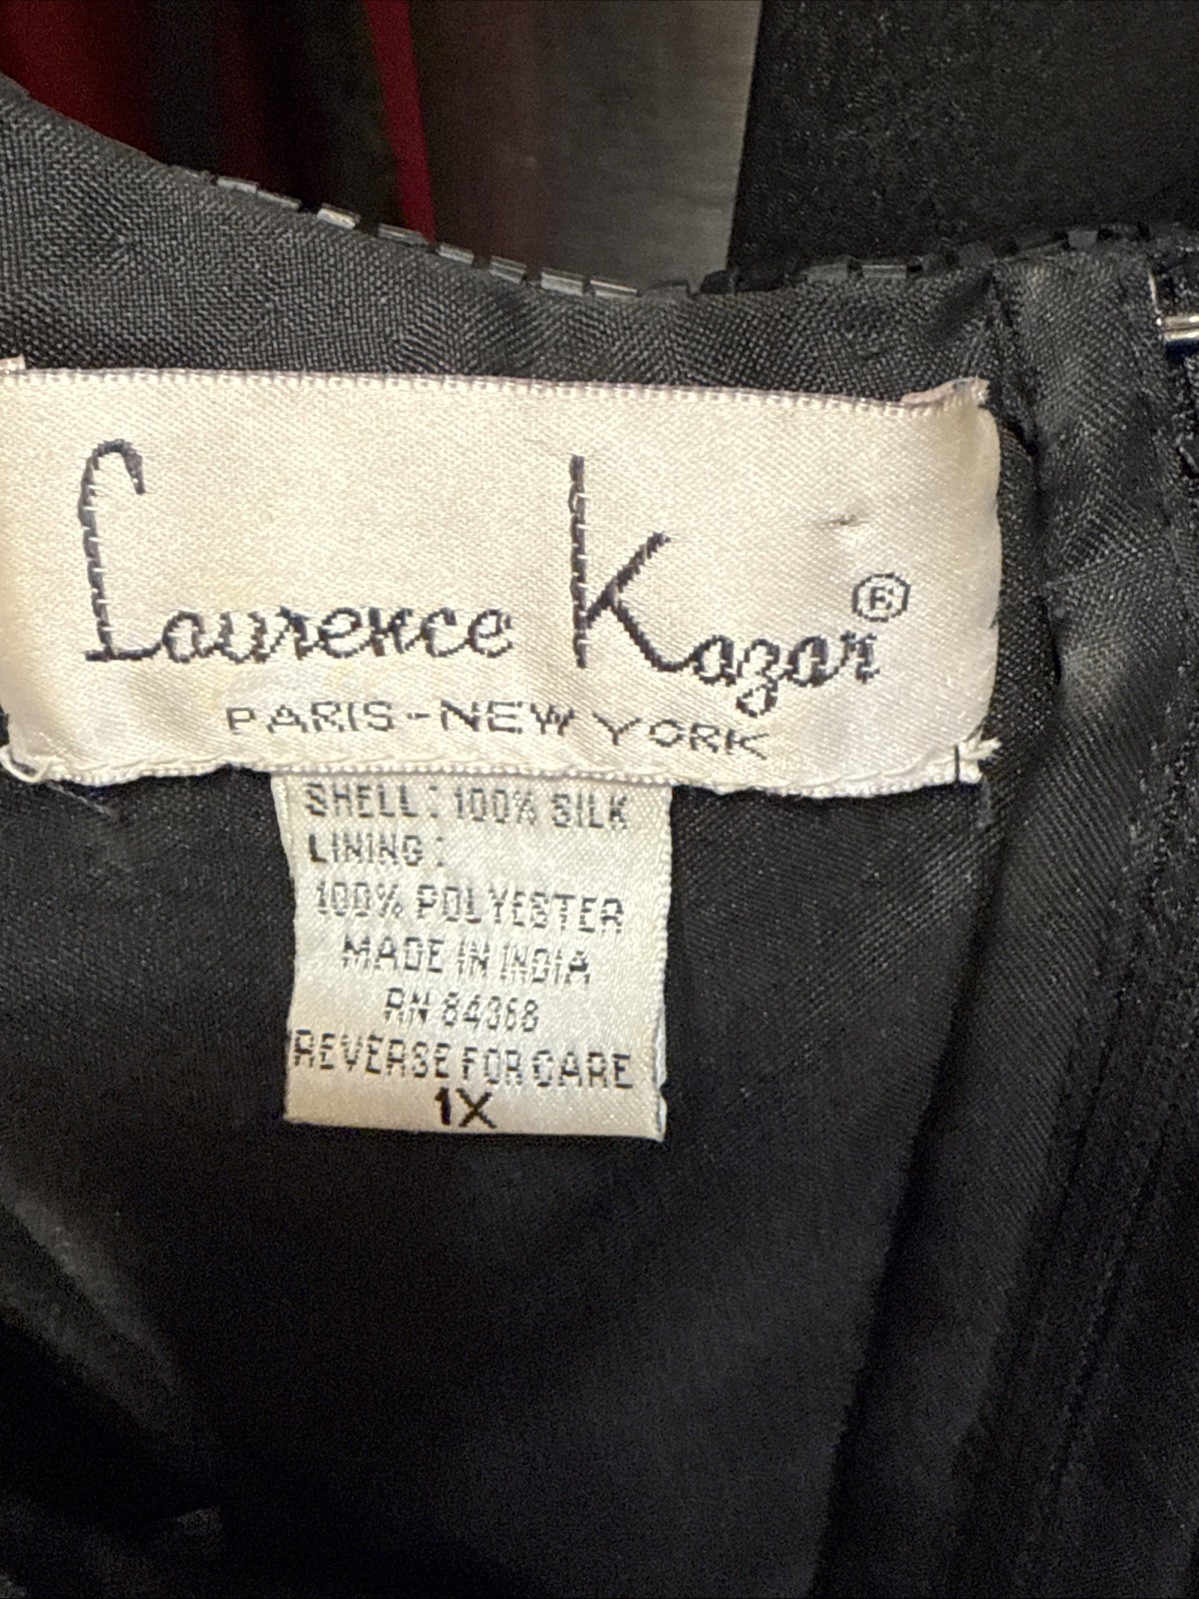 Laurence Kazar®
PARIS-NEW YORK
SHELL: 100% SILK
LINING:
100% POLYESTER
MADE IN INDIA
RN 84368
REVERSE FOR CARE
1X